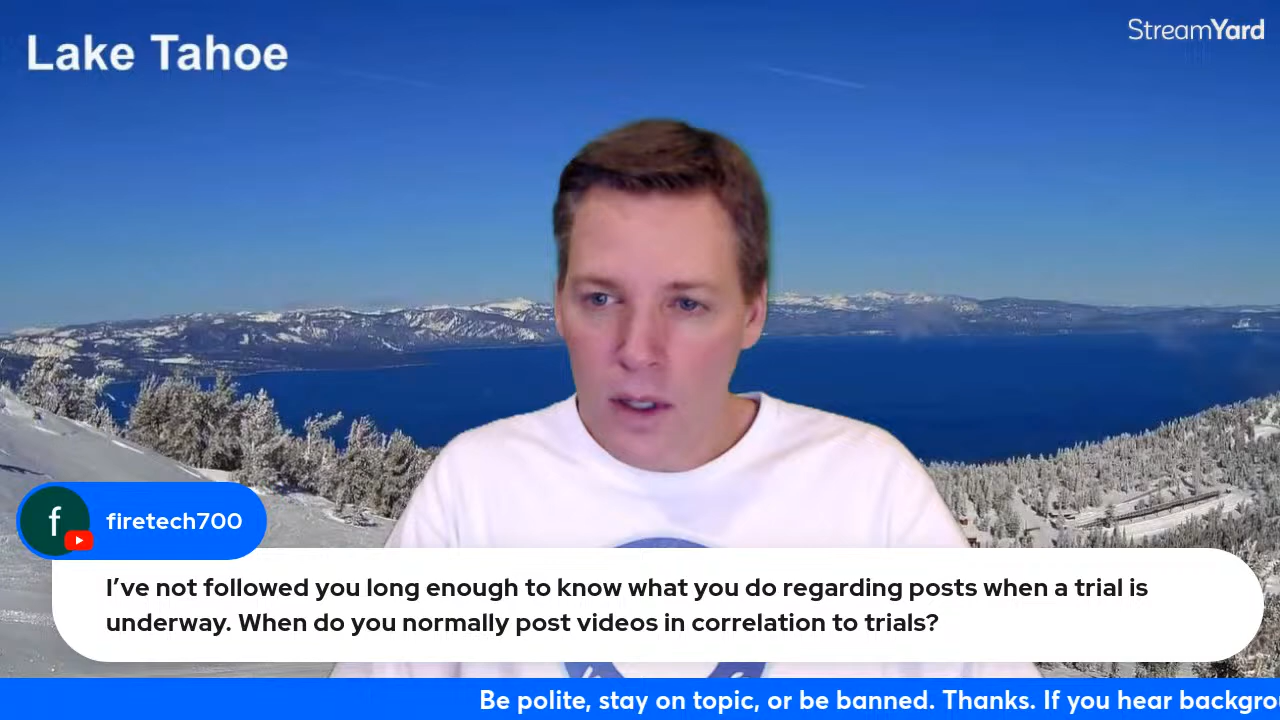 Lake Tahoe
StreamYard
firetech700
I’ve not followed you long enough to know what you do regarding posts when a trial is
underway. When do you normally post videos in correlation to trials?
Be polite, stay on topic, or be banned. Thanks. If you hear backgro